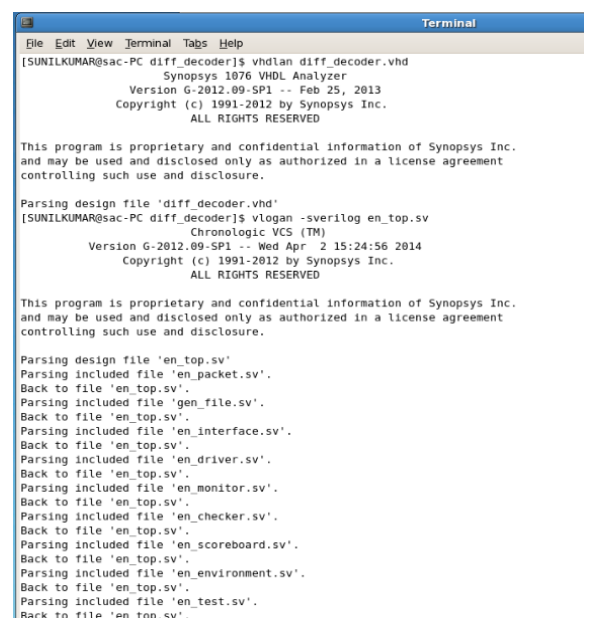 Terminal
File Edit View Terminal Tabs Help
[SUNILKUMAR@sac-PC diff_decoder]$ vhdlan diff_decoder.vhd
Synopsys 1076 VHDL Analyzer
Version G-2012.09-SP1 -- Feb 25, 2013
Copyright (c) 1991-2012 by Synopsys Inc.
ALL RIGHTS RESERVED
This program is proprietary and confidential information of Synopsys Inc.
and may be used and disclosed only as authorized in a license agreement
controlling such use and disclosure.
Parsing design file 'diff_decoder.vhd'
[SUNILKUMAR@sac-PC diff_decoder]$ vlogan -sverilog en_top.sv
Chronologic VCS (TM)
Version G-2012.09-SP1 -- Wed Apr 2 15:24:56 2014
Copyright (c) 1991-2012 by Synopsys Inc.
ALL RIGHTS RESERVED
This program is proprietary and confidential information of Synopsys Inc.
and may be used and disclosed only as authorized in a license agreement
controlling such use and disclosure.
Parsing design file 'en_top.sv'
Parsing included file 'en_packet.sv'.
Back to file 'en_top.sv'.
Parsing included file 'gen_file.sv'.
Back to file 'en_top.sv'.
Parsing included file 'en_interface.sv'.
Back to file 'en_top.sv'.
Parsing included file 'en_driver.sv'.
Back to file 'en_top.sv'.
Parsing included file 'en_monitor.sv'.
Back to file 'en_top.sv'.
Parsing included file 'en_checker.sv'.
Back to file 'en_top.sv'.
Parsing included file 'en_scoreboard.sv'.
Back to file 'en_top.sv'.
Parsing included file 'en_environment.sv'.
Back to file 'en_top.sv'.
Parsing included file 'en_test.sv'.
Back to file 'en_top.sv'.